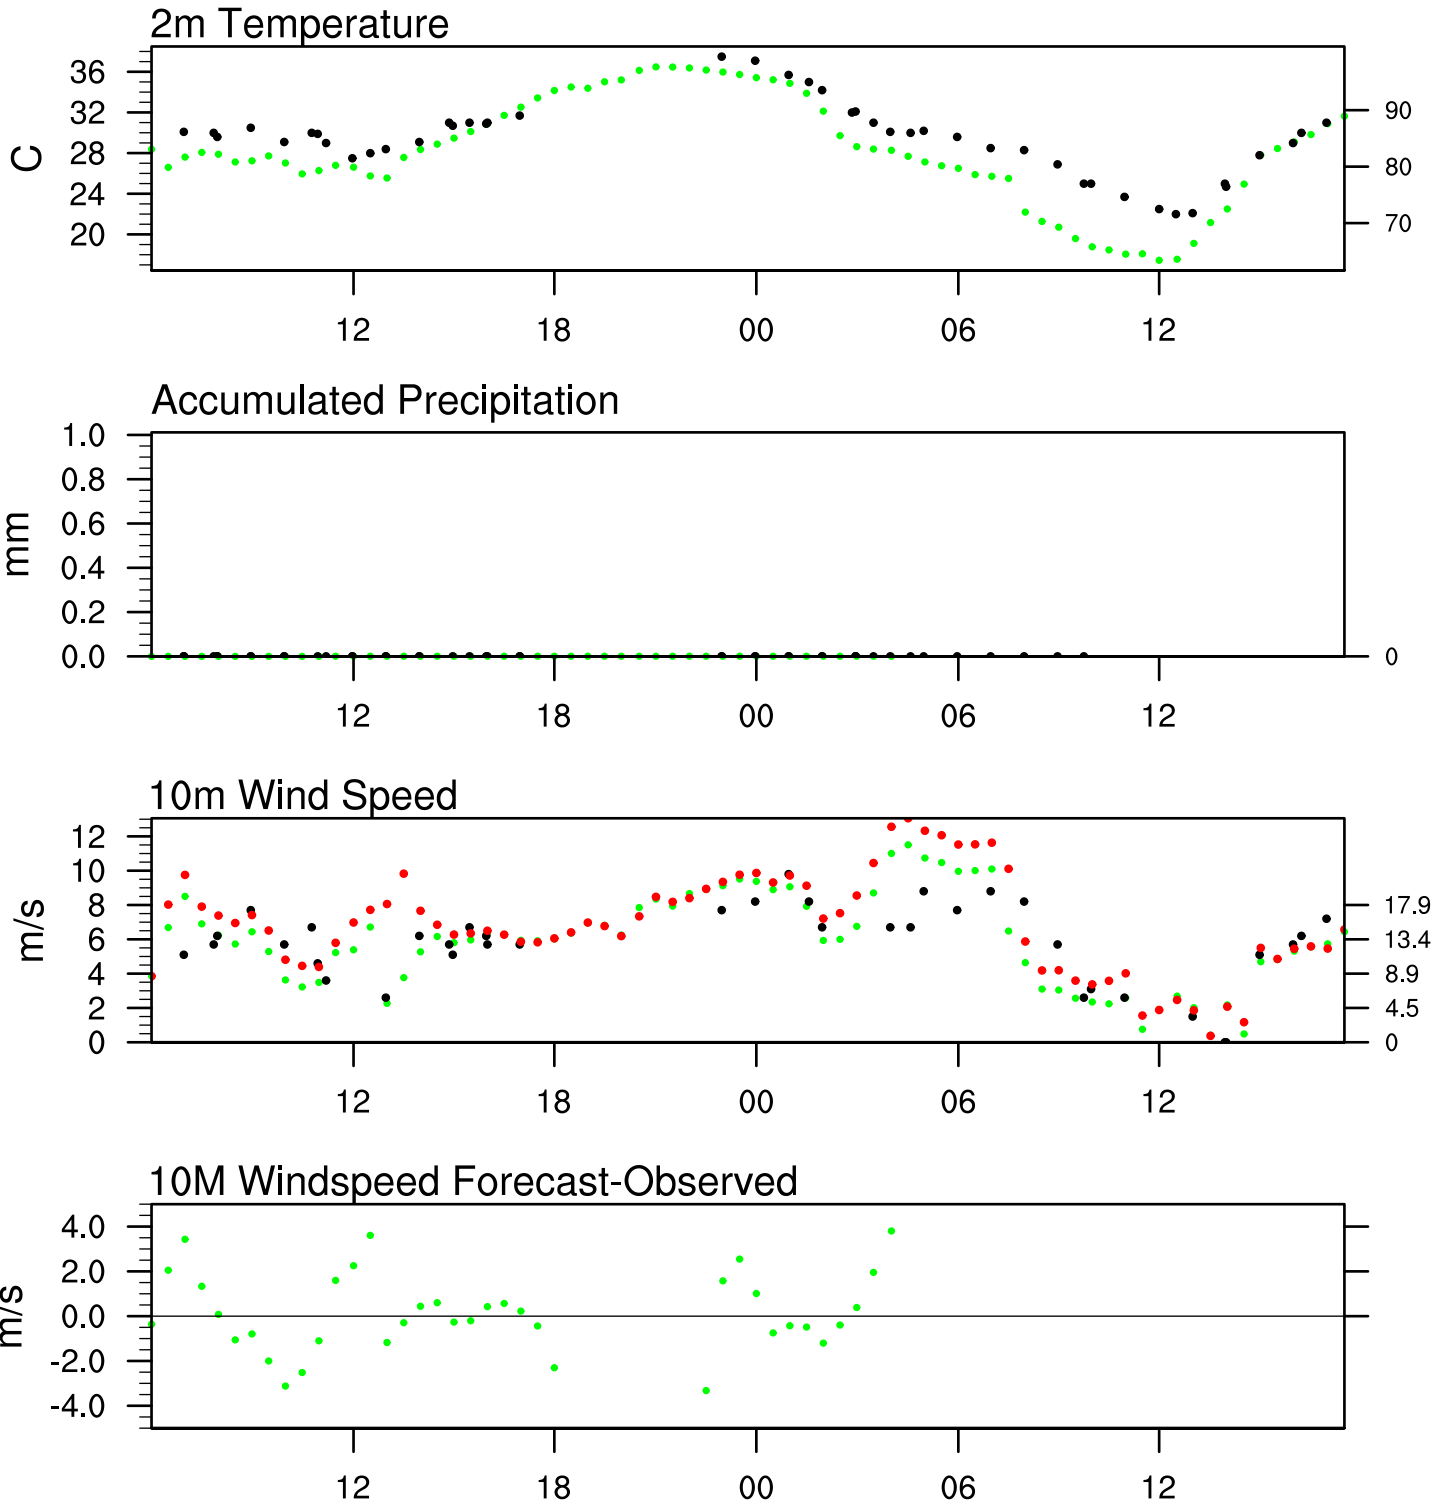 2m Temperature
36
32
28
24
20
C
90
80
70
12 18 00 06 12
Accumulated Precipitation
1.0
0.8
0.6
0.4
0.2
0.0
mm
0
12 18 00 06 12
10m Wind Speed
12
10
8
6
4
2
0
m/s
17.9
13.4
8.9
4.5
0
12 18 00 06 12
10M Windspeed Forecast-Observed
4.0
2.0
0.0
-2.0
-4.0
m/s
12 18 00 06 12